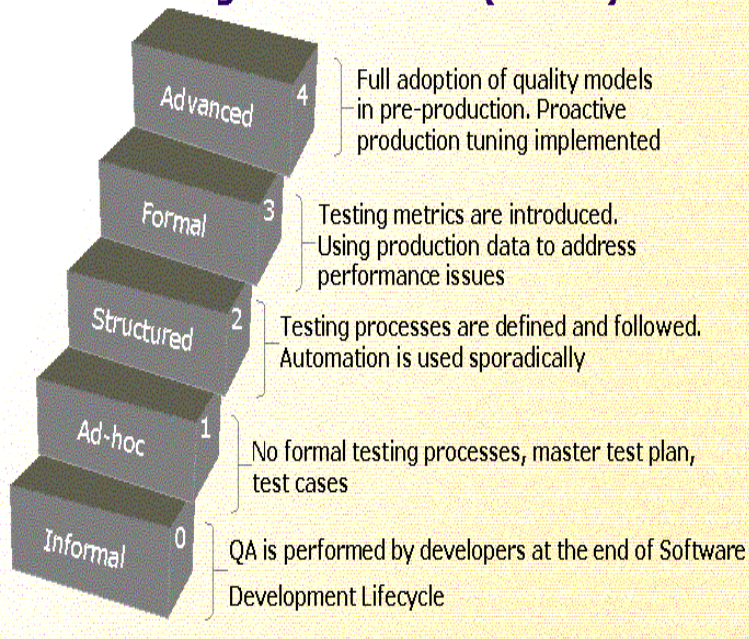 Advanced 4
Full adoption of quality models
in pre-production. Proactive
production tuning implemented
Formal 3
Testing metrics are introduced.
Using production data to address
performance issues
Structured 2
Testing processes are defined and followed.
Automation is used sporadically
Ad-hoc 1
No formal testing processes, master test plan,
test cases
Informal 0
QA is performed by developers at the end of Software
Development Lifecycle